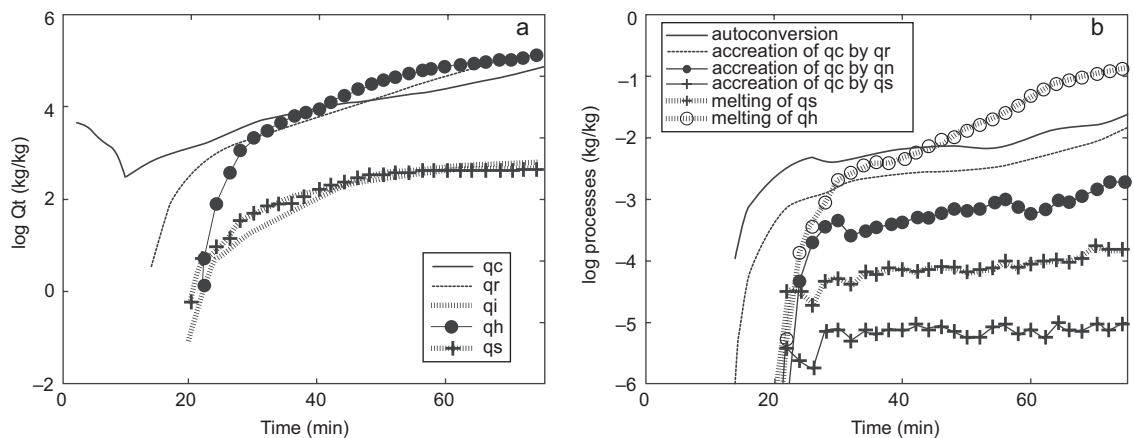 a
6
4
2
0
–2
log Qt (kg/kg)
0
20
40
60
Time (min)
qc
qr
qi
qh
qs
b
–0
–1
–2
–3
–4
–5
–6
log processes (kg/kg)
0
20
40
60
Time (min)
autoconversion
accreation of qc by qr
accreation of qc by qn
accreation of qc by qs
melting of qs
melting of qh